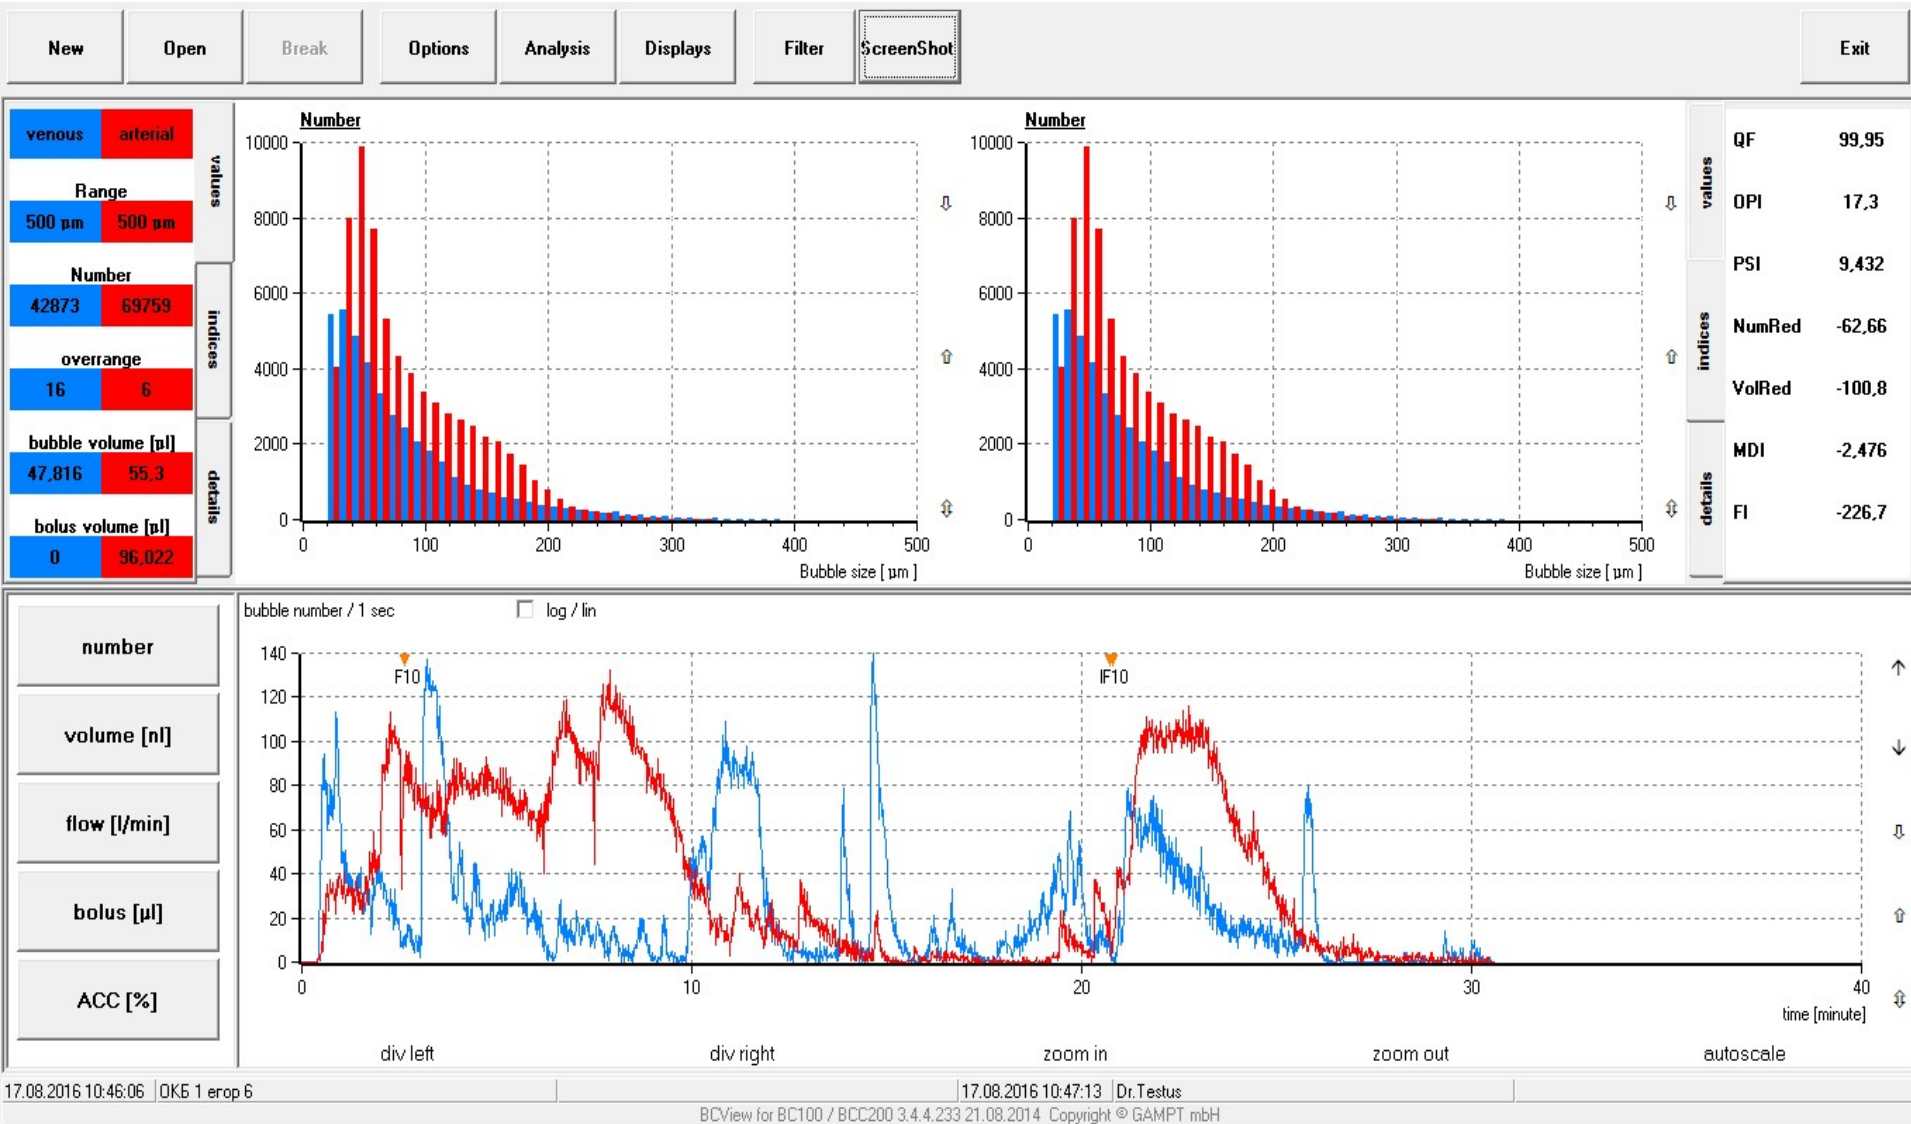 New Open Break Options Analysis Displays Filter ScreenShot Exit
venous arterial
Range
500 µm 500 µm
Number
42873 69759
overrange
16 6
bubble volume [µl]
47,816 55,3
bolus volume [µl]
0 96,022
values
indices
details
Number
10000
8000
6000
4000
2000
0
0 100 200 300 400 500
Bubble size [ µm ]
Number
10000
8000
6000
4000
2000
0
0 100 200 300 400 500
Bubble size [ µm ]
values
indices
details
QF 99,95
OPI 17,3
PSI 9,432
NumRed -62,66
VolRed -100,8
MDI -2,476
FI -226,7
number
volume [nl]
flow [l/min]
bolus [µl]
ACC [%]
bubble number / 1 sec log / lin
140
120
100
80
60
40
20
0
F10 IF10
0 10 20 30 40
time [minute]
div left div right zoom in zoom out autoscale
17.08.2016 10:46:06 ОКБ 1 егор 6 17.08.2016 10:47:13 Dr.Testus
BCView for BC100 / BCC200 3.4.4.233 21.08.2014 Copyright © GAMPT mbH